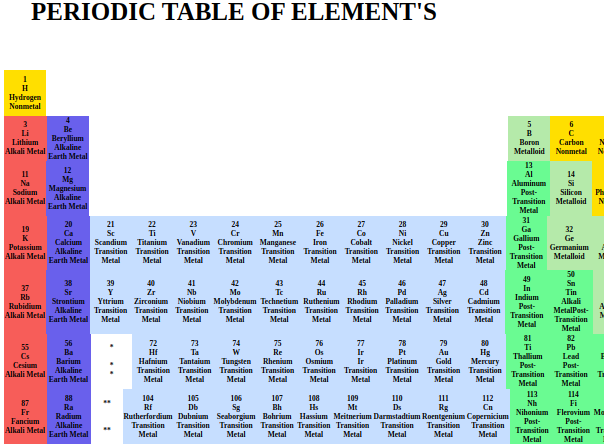 PERIODIC TABLE OF ELEMENT'S
1
H
Hydrogen
Nonmetal
3
Li
Lithium
Alkali Metal
4
Be
Beryllium
Alkaline
Earth Metal
5
B
Boron
Metalloid
6
C
Carbon
Nonmetal
11
Na
Sodium
Alkali Metal
12
Mg
Magnesium
Alkaline
Earth Metal
13
Al
Aluminum
Post-
Transition
Metal
14
Si
Silicon
Metalloid
19
K
Potassium
Alkali Metal
20
Ca
Calcium
Alkaline
Earth Metal
21
Sc
Scandium
Transition
Metal
22
Ti
Titanium
Transition
Metal
23
V
Vanadium
Transition
Metal
24
Cr
Chromium
Transition
Metal
25
Mn
Manganese
Transition
Metal
26
Fe
Iron
Transition
Metal
27
Co
Cobalt
Transition
Metal
28
Ni
Nickel
Transition
Metal
29
Cu
Copper
Transition
Metal
30
Zn
Zinc
Transition
Metal
31
Ga
Gallium
Post-
Transition
Metal
32
Ge
Germanium
Metalloid
37
Rb
Rubidium
Alkali Metal
38
Sr
Strontium
Alkaline
Earth Metal
39
Y
Yttrium
Transition
Metal
40
Zr
Zirconium
Transition
Metal
41
Nb
Niobium
Transition
Metal
42
Mo
Molybdenum
Transition
Metal
43
Tc
Technetium
Transition
Metal
44
Ru
Ruthenium
Transition
Metal
45
Rh
Rhodium
Transition
Metal
46
Pd
Palladium
Transition
Metal
47
Ag
Silver
Transition
Metal
48
Cd
Cadmium
Transition
Metal
49
In
Indium
Post-
Transition
Metal
50
Sn
Tin
Alkali
MetalPost-
Transition
Metal
55
Cs
Cesium
Alkali Metal
56
Ba
Barium
Alkaline
Earth Metal
*
*
*
72
Hf
Hafnium
Transition
Metal
73
Ta
Transition
Metal
74
W
Tungsten
Transition
Metal
75
Re
Rhenium
Transition
Metal
76
Os
Osmium
Transition
Metal
77
Ir
Ir
Transition
Metal
78
Pt
Platinum
Transition
Metal
79
Au
Gold
Transition
Metal
80
Hg
Mercury
Transition
Metal
81
Ti
Thallium
Post-
Transition
Metal
82
Pb
Lead
Post-
Transition
Metal
87
Fr
Francium
Alkali Metal
88
Ra
Radium
Alkaline
Earth Metal
**
**
104
Rf
Rutherfordium
Transition
Metal
105
Db
Dubnium
Transition
Metal
106
Sg
Seaborgium
Transition
Metal
107
Bh
Bohrium
Transition
Metal
108
Hs
Hassium
Transition
Metal
109
Mt
Meitnerium
Transition
Metal
110
Ds
Darmstadtium
Transition
Metal
111
Rg
Roentgenium
Transition
Metal
112
Cn
Copernicium
Transition
Metal
113
Nh
Nihonium
Post-
Transition
Metal
114
Fl
Flerovium
Post-
Transition
Metal